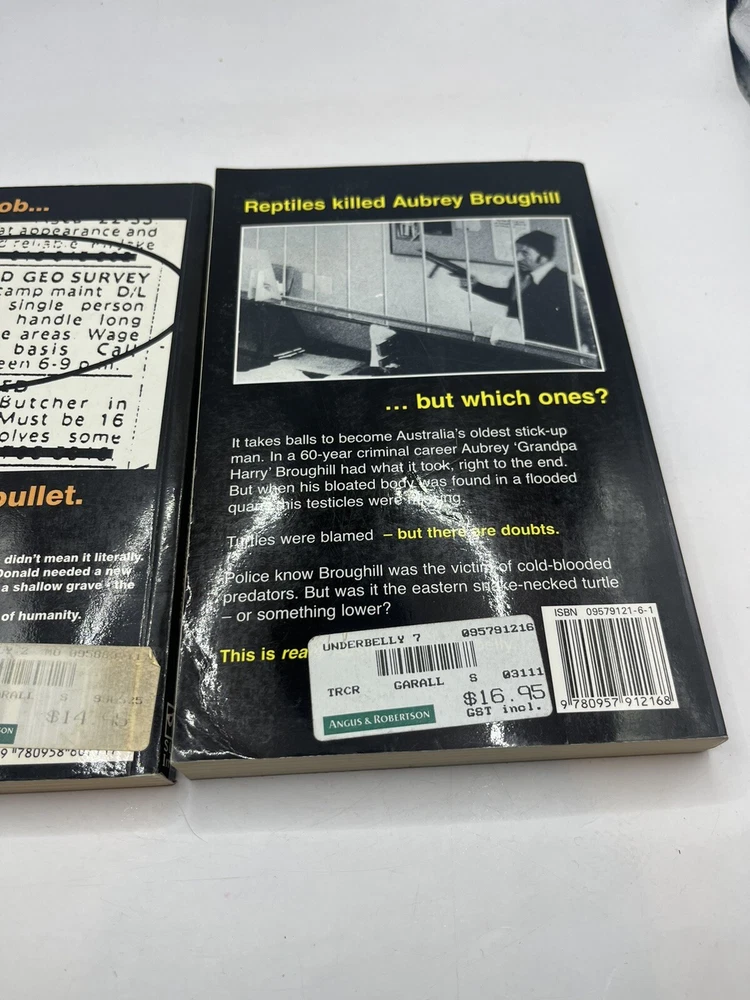 ob...
at appearance and
D GEO SURVEY
camp maint D/L
single person
handle long
e areas Wage
basis Call
een 6-9 p.m.
ED
Butcher in
Must be 16
olves some
bullet.
didn't mean it literally.
Donald needed a new
a shallow grave - the
of humanity.
RALL S
$14
ON
9 780958
Reptiles killed Aubrey Broughill
... but which ones?
It takes balls to become Australia's oldest stick-up
man. In a 60-year criminal career Aubrey 'Grandpa
Harry' Broughill had what it took, right to the end.
But when his bloated body was found in a flooded
his testicles were missing.
Turtles were blamed – but there are doubts.
Police know Broughill was the victim of cold-blooded
predators. But was it the eastern snake-necked turtle
– or something lower?
This is rea
UNDERBELLY 7 095791216
TRCR GARALL S 03111
$16.95
GST incl.
ANGUS & ROBERTSON
ISBN 09579121-6-1
9 780957 912168